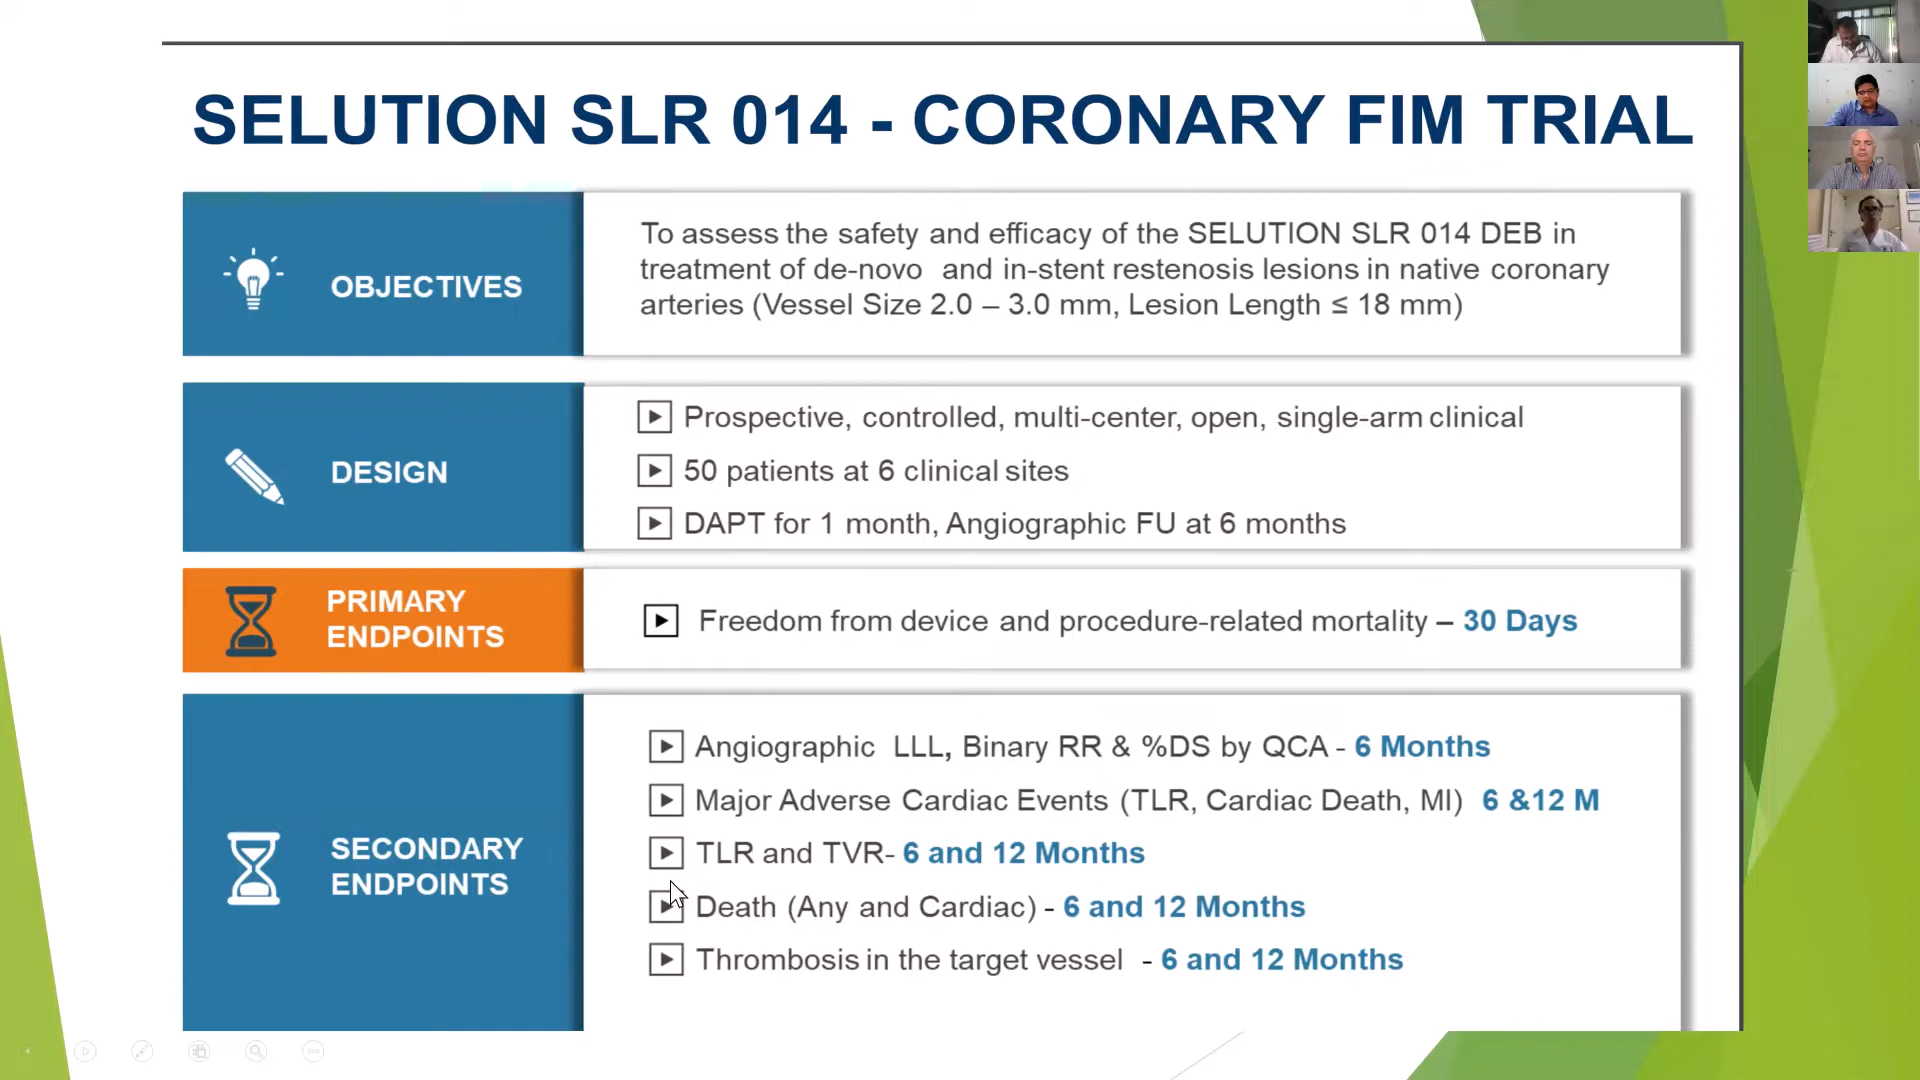 SELUTION SLR 014 - CORONARY FIM TRIAL
OBJECTIVES
To assess the safety and efficacy of the SELUTION SLR 014 DEB in
treatment of de-novo and in-stent restenosis lesions in native coronary
arteries (Vessel Size 2.0 – 3.0 mm, Lesion Length ≤ 18 mm)
DESIGN
Prospective, controlled, multi-center, open, single-arm clinical
50 patients at 6 clinical sites
DAPT for 1 month, Angiographic FU at 6 months
PRIMARY
ENDPOINTS
Freedom from device and procedure-related mortality – 30 Days
SECONDARY
ENDPOINTS
Angiographic LLL, Binary RR & %DS by QCA - 6 Months
Major Adverse Cardiac Events (TLR, Cardiac Death, MI) 6 &12 M
TLR and TVR- 6 and 12 Months
Death (Any and Cardiac) - 6 and 12 Months
Thrombosis in the target vessel - 6 and 12 Months